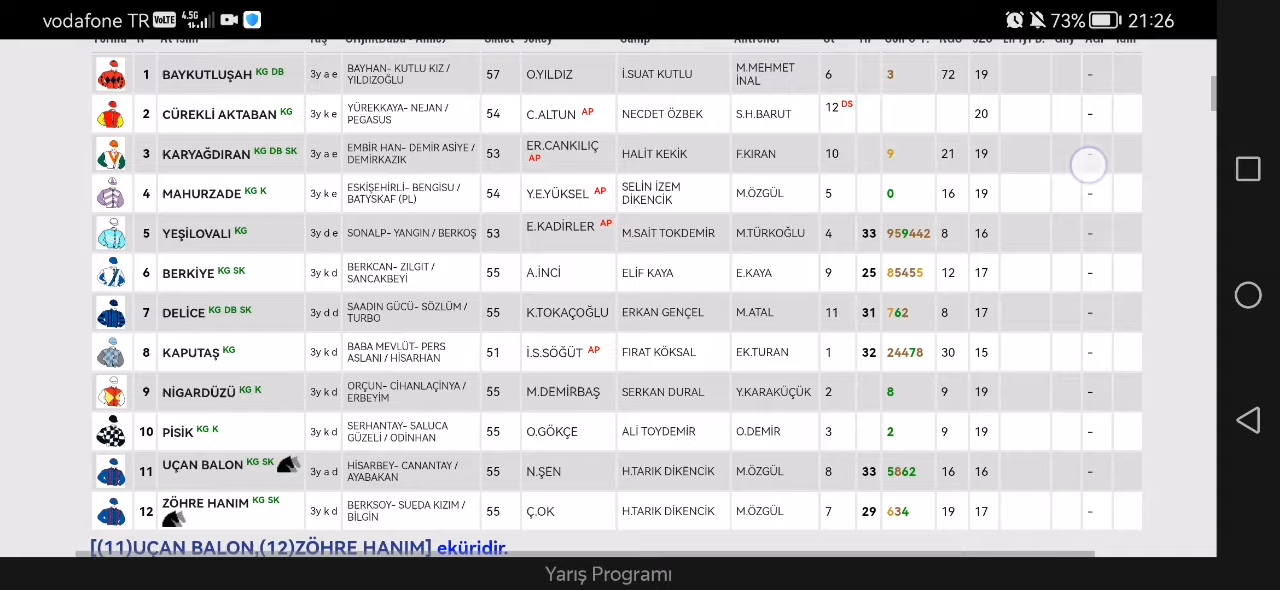 vodafone TR VoLTE 4.5G 73% 21:26
1 BAYKUTLUŞAH KG DB 3y a e BAYHAN- KUTLU KIZ / YILDIZOĞLU 57 O.YILDIZ İ.SUAT KUTLU M.MEHMET İNAL 6 3 72 19 -
2 CÜREKLİ AKTABAN KG 3y k e YÜREKKAYA- NEJAN / PEGASUS 54 C.ALTUN AP NECDET ÖZBEK S.H.BARUT 12 DS 20 -
3 KARYAĞDIRAN KG DB SK 3y a e EMBİR HAN- DEMİR ASİYE / DEMİRKAZIK 53 ER.CANKILIÇ AP HALİT KEKİK F.KIRAN 10 9 21 19 -
4 MAHURZADE KG K 3y k e ESKİŞEHİRLİ- BENGİSU / BATYSKAF (PL) 54 Y.E.YÜKSEL AP SELİN İZEM DİKENCİK M.ÖZGÜL 5 0 16 19 -
5 YEŞİLOVALI KG 3y d e SONALP- YANGIN / BERKOŞ 53 E.KADİRLER AP M.SAİT TOKDEMİR M.TÜRKOĞLU 4 33 959442 8 16 -
6 BERKİYE KG SK 3y k d BERKCAN- ZILGIT / SANCAKBEYİ 55 A.İNCİ ELİF KAYA E.KAYA 9 25 85455 12 17 -
7 DELİCE KG DB SK 3y d d SAADIN GÜCÜ- SÖZLÜM / TURBO 55 K.TOKAÇOĞLU ERKAN GENÇEL M.ATAL 11 31 762 8 17 -
8 KAPUTAŞ KG 3y k d BABA MEVLÜT- PERS ASLANI / HİSARHAN 51 İ.S.SÖĞÜT AP FIRAT KÖKSAL EK.TURAN 1 32 24478 30 15 -
9 NİGARDÜZÜ KG K 3y k d ORÇUN- CİHANLAÇİNYA / ERBEYİM 55 M.DEMİRBAŞ SERKAN DURAL Y.KARAKÜÇÜK 2 8 9 19 -
10 PİSİK KG K 3y k d SERHANTAY- SALUCA GÜZELİ / ODİNHAN 55 O.GÖKÇE ALİ TOYDEMİR O.DEMİR 3 2 9 19 -
11 UÇAN BALON KG SK 3y a d HİSARBEY- CANANTAY / AYABAKAN 55 N.ŞEN H.TARIK DİKENCİK M.ÖZGÜL 8 33 5862 16 16 -
12 ZÖHRE HANIM KG SK 3y k d BERKSOY- SUEDA KIZIM / BİLGİN 55 Ç.OK H.TARIK DİKENCİK M.ÖZGÜL 7 29 634 19 17 -
[(11)UÇAN BALON,(12)ZÖHRE HANIM] eküridir.
Yarış Programı